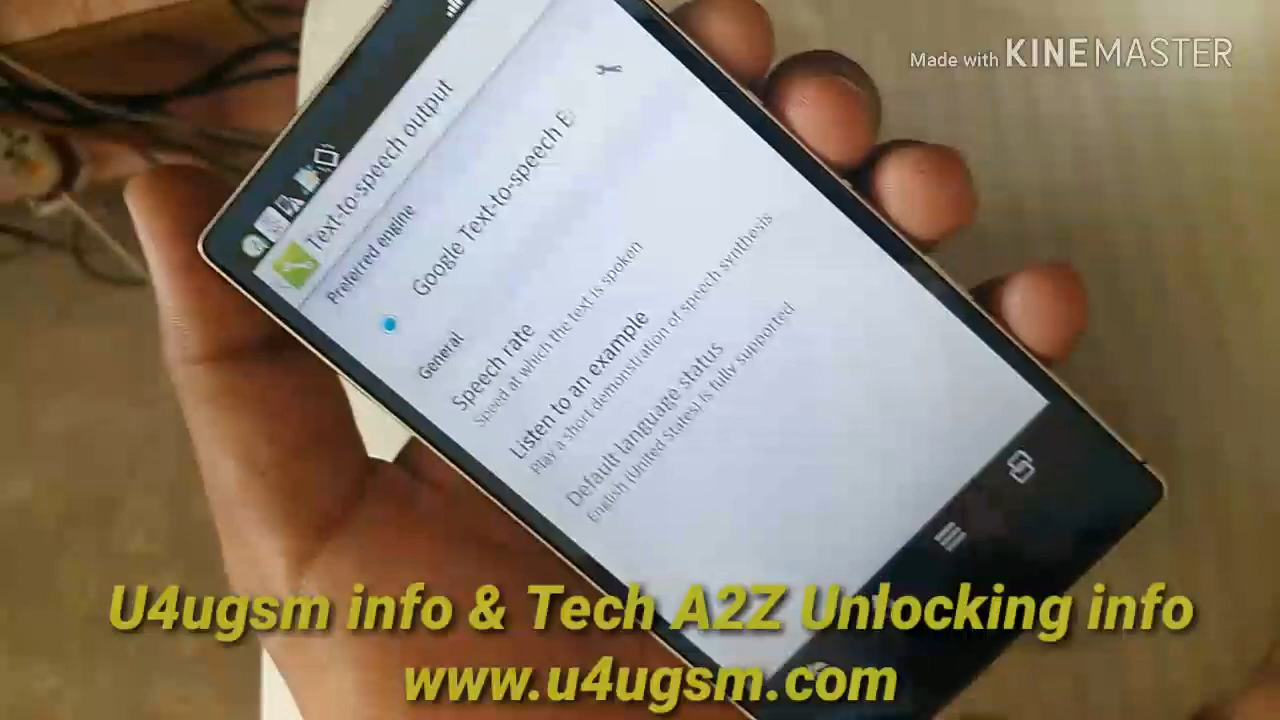 Made with KINEMASTER
Text-to-speech output
Preferred engine
Google Text-to-speech E
General
Speech rate
Speed at which the text is spoken
Listen to an example
Play a short demonstration of speech synthesis
Default language status
English (United States) is fully supported
U4ugsm info & Tech A2Z Unlocking info
www.u4ugsm.com